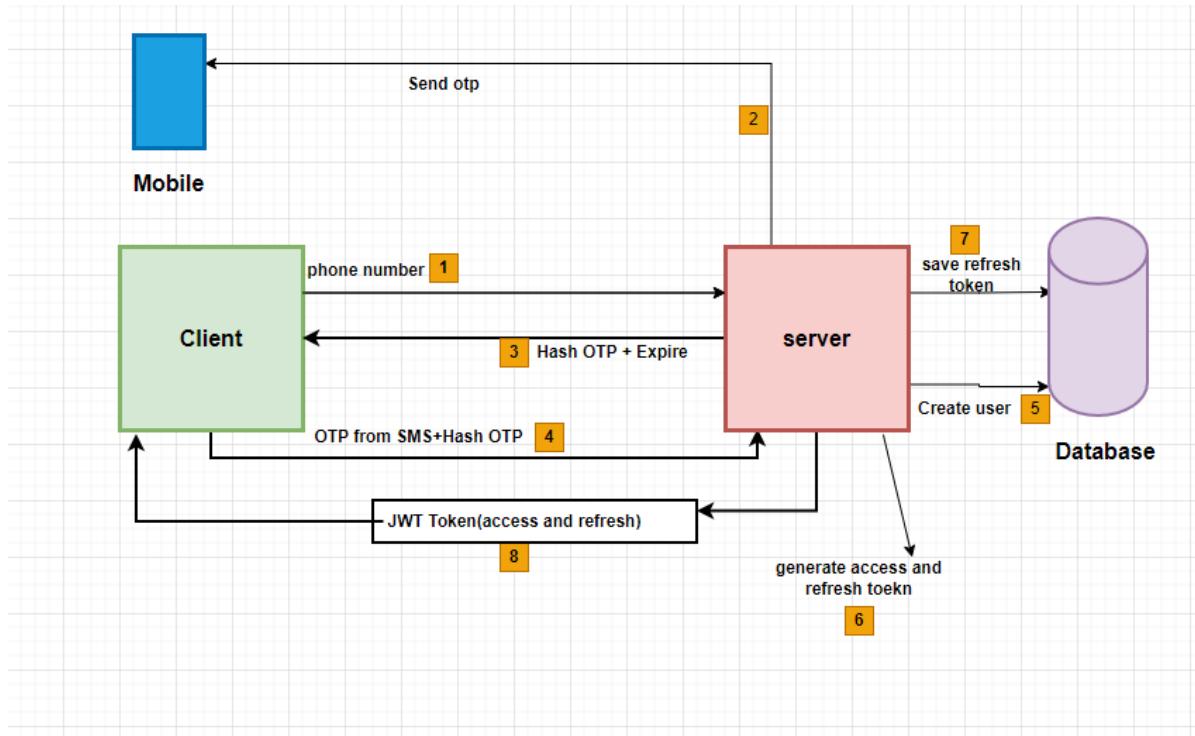 Send otp
2
Mobile
phone number 1
7
save refresh
token
Client
server
3 Hash OTP + Expire
Create user 5
OTP from SMS+Hash OTP 4
Database
JWT Token(access and refresh)
8
generate access and
refresh toekn
6